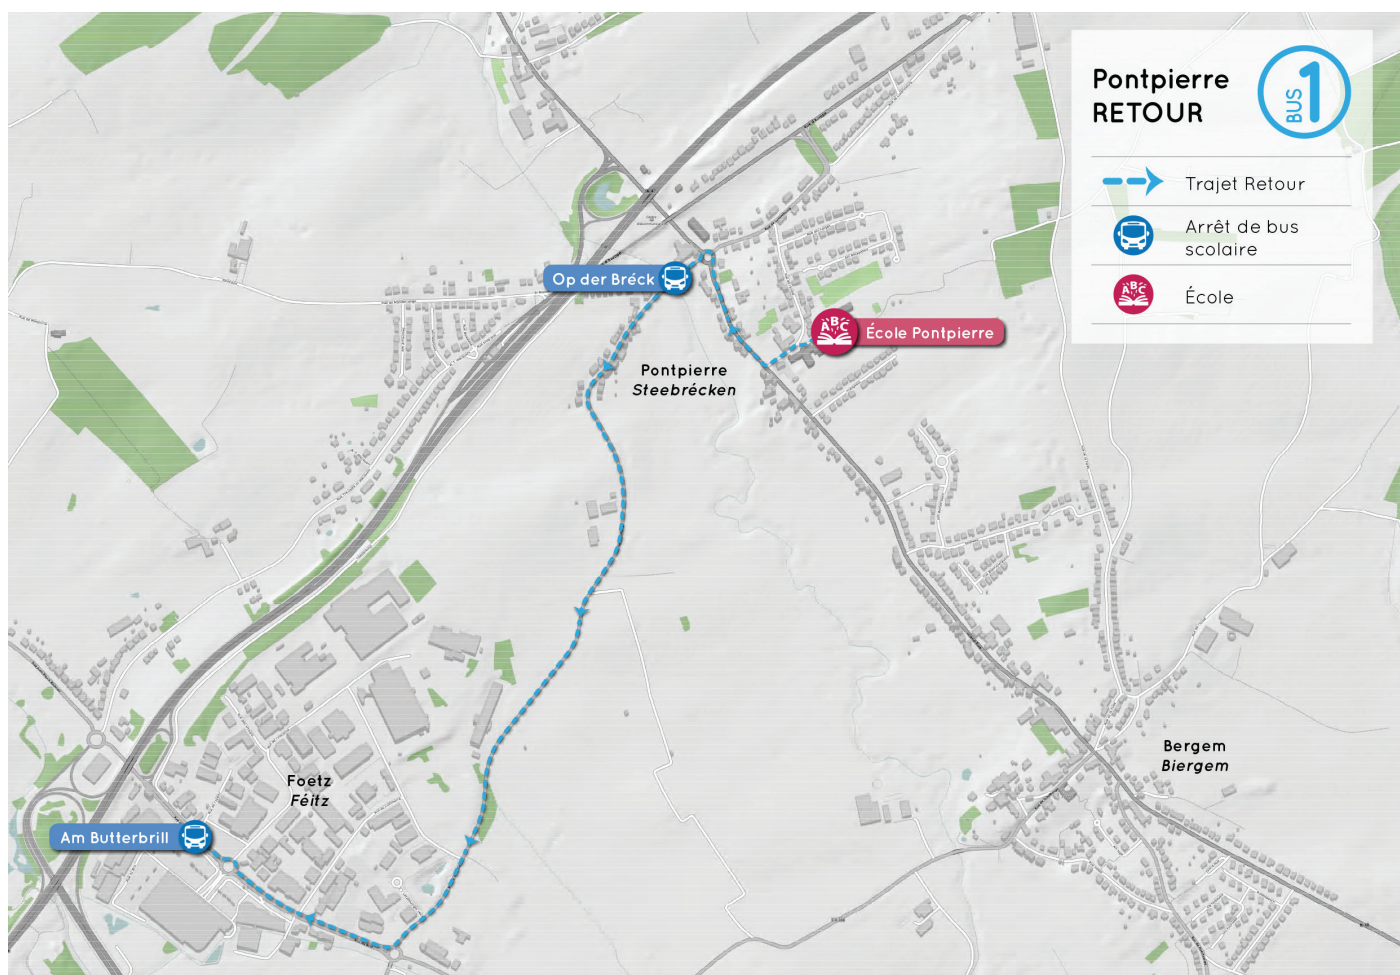 Pontpierre
RETOUR
BUS 1
Trajet Retour
Arrêt de bus
scolaire
École
Op der Bréck
École Pontpierre
Pontpierre
Steebrécken
Bergem
Biergem
Foetz
Féitz
Am Butterbrill